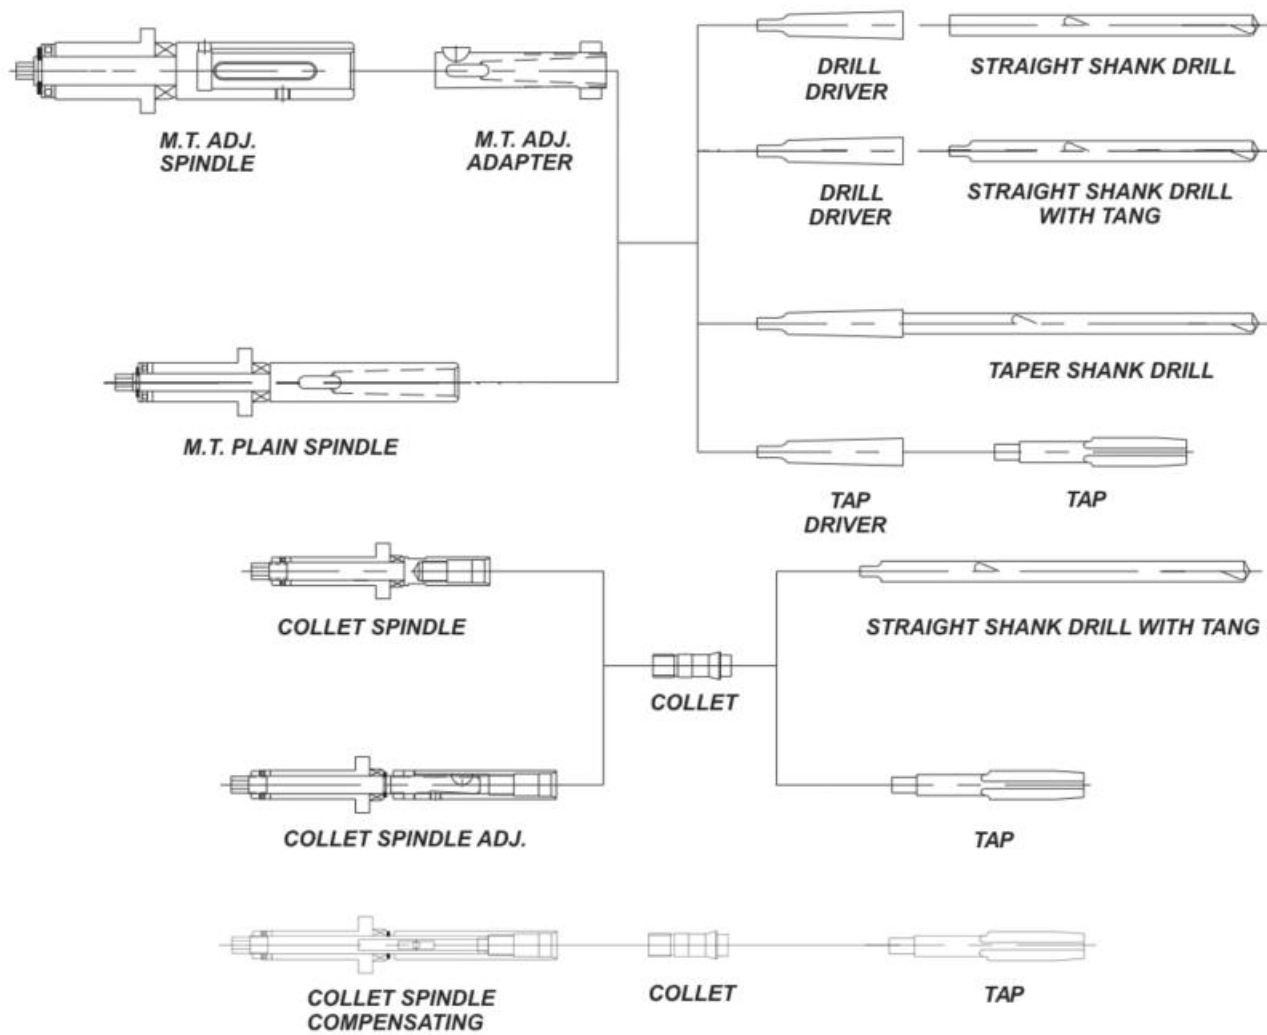 DRILL
DRIVER
STRAIGHT SHANK DRILL
M.T. ADJ.
SPINDLE
M.T. ADJ.
ADAPTER
DRILL
DRIVER
STRAIGHT SHANK DRILL
WITH TANG
TAPER SHANK DRILL
M.T. PLAIN SPINDLE
TAP
DRIVER
TAP
COLLET SPINDLE
STRAIGHT SHANK DRILL WITH TANG
COLLET
COLLET SPINDLE ADJ.
TAP
COLLET SPINDLE
COMPENSATING
COLLET
TAP